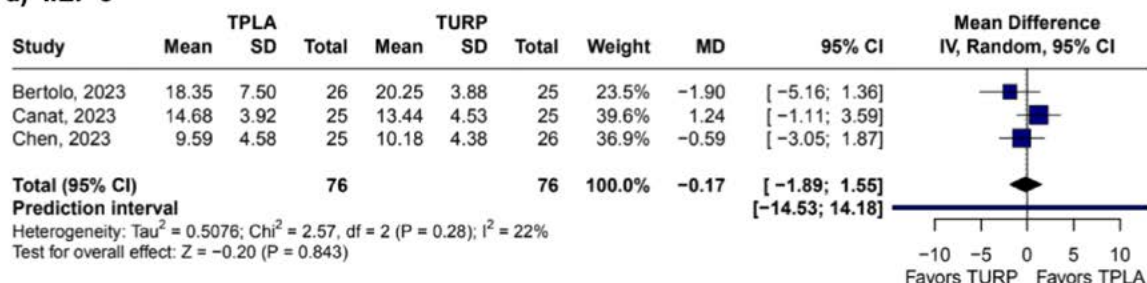 TPLA TURP Mean Difference
Study Mean SD Total Mean SD Total Weight MD 95% CI IV, Random, 95% CI
Bertolo, 2023 18.35 7.50 26 20.25 3.88 25 23.5% −1.90 [ −5.16; 1.36]
Canat, 2023 14.68 3.92 25 13.44 4.53 25 39.6% 1.24 [ −1.11; 3.59]
Chen, 2023 9.59 4.58 25 10.18 4.38 26 36.9% −0.59 [ −3.05; 1.87]
Total (95% CI) 76 76 100.0% −0.17 [ −1.89; 1.55]
Prediction interval [−14.53; 14.18]
Heterogeneity: Tau² = 0.5076; Chi² = 2.57, df = 2 (P = 0.28); I² = 22%
Test for overall effect: Z = −0.20 (P = 0.843)
−10 −5 0 5 10
Favors TURP Favors TPLA